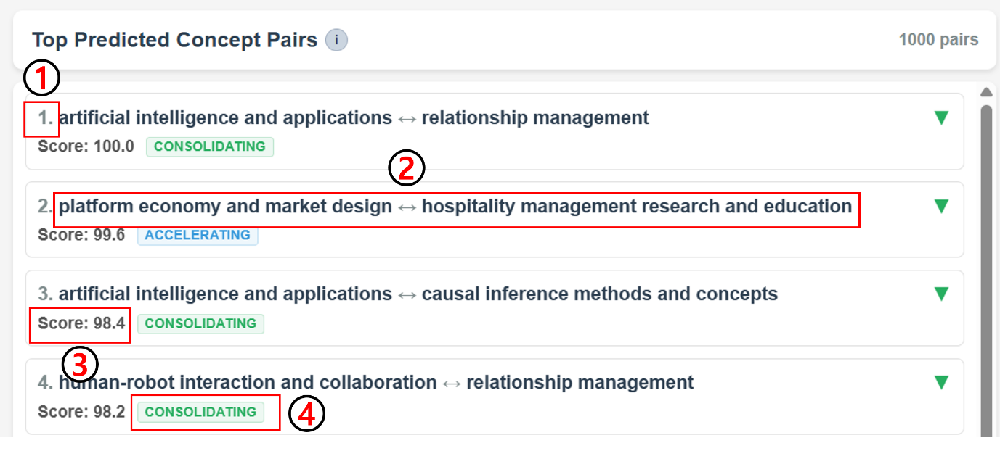 Top Predicted Concept Pairs i
1000 pairs
1
1. artificial intelligence and applications ↔ relationship management
Score: 100.0 CONSOLIDATING
2
2. platform economy and market design ↔ hospitality management research and education
Score: 99.6 ACCELERATING
3. artificial intelligence and applications ↔ causal inference methods and concepts
Score: 98.4 CONSOLIDATING
3
4. human-robot interaction and collaboration ↔ relationship management
Score: 98.2 CONSOLIDATING
4